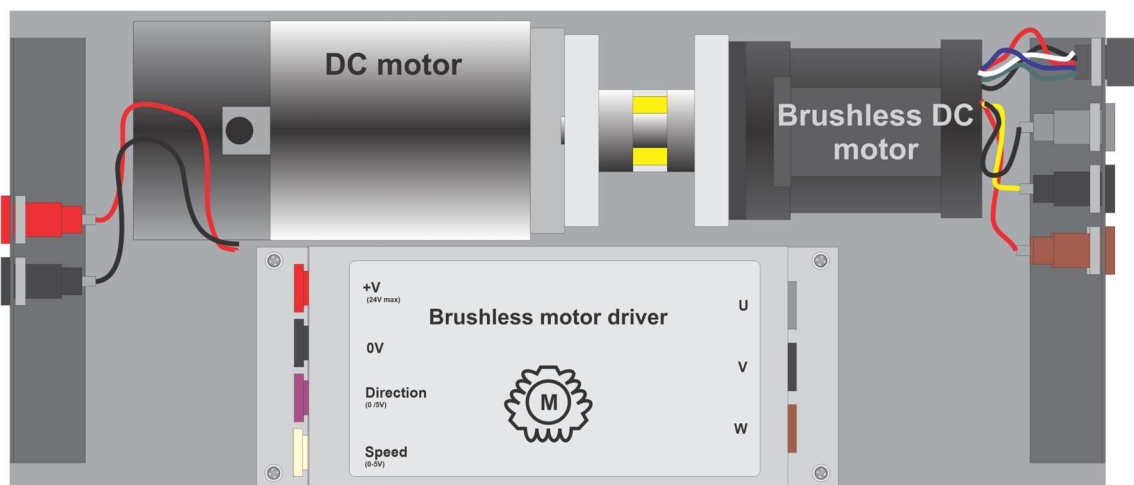 DC motor
Brushless DC
motor
+V
(24V max)
Brushless motor driver
U
0V
V
Direction
(0 /5V)
M
W
Speed
(0-5V)